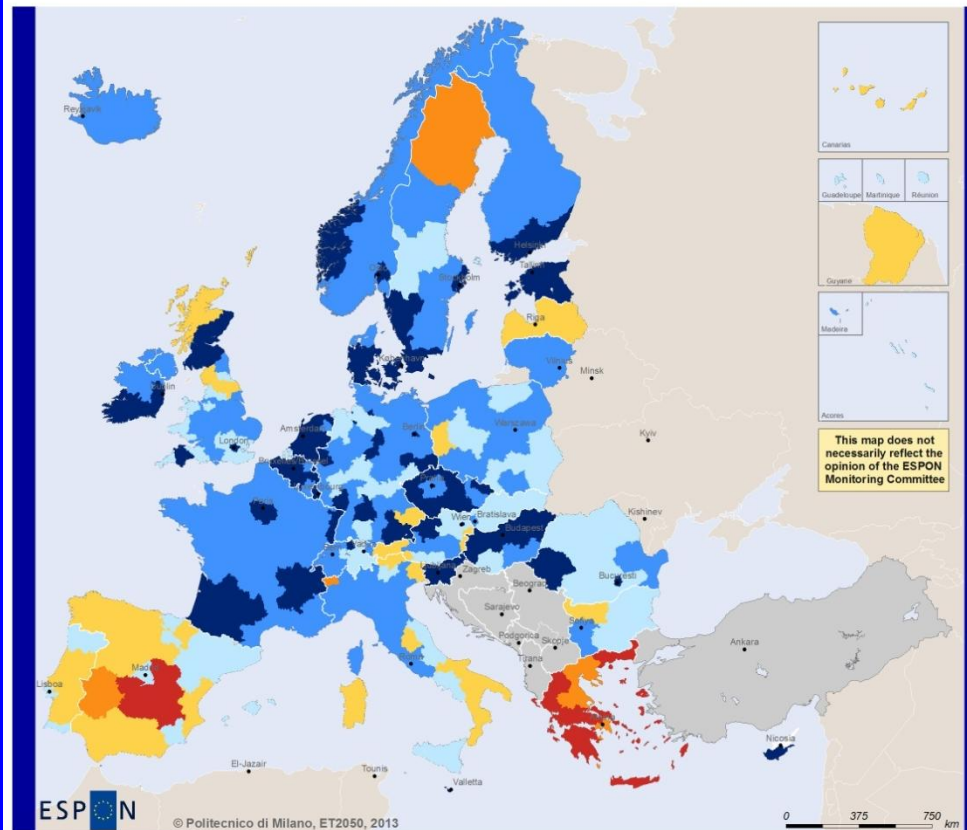 Reykjavik
Canarias
Guadeloupe Martinique Réunion
Guyane
Madeira
Acores
This map does not
necessarily reflect the
opinion of the ESPON
Monitoring Committee
Helsinki
Tallinn
Stockholm
Riga
Kobenhavn
Vilnius
Minsk
Dublin
London
Amsterdam
Berlin
Warszawa
Kyiv
Paris
Wien
Bratislava
Budapest
Kishinev
Zagreb
Beograd
Bucuresti
Sarajevo
Podgorica
Skopje
Sofia
Tirana
Ankara
Madrid
Lisboa
Nicosia
El-Jazair
Tounis
Valletta
ESPON
© Politecnico di Milano, ET2050, 2013
0 375 750
km